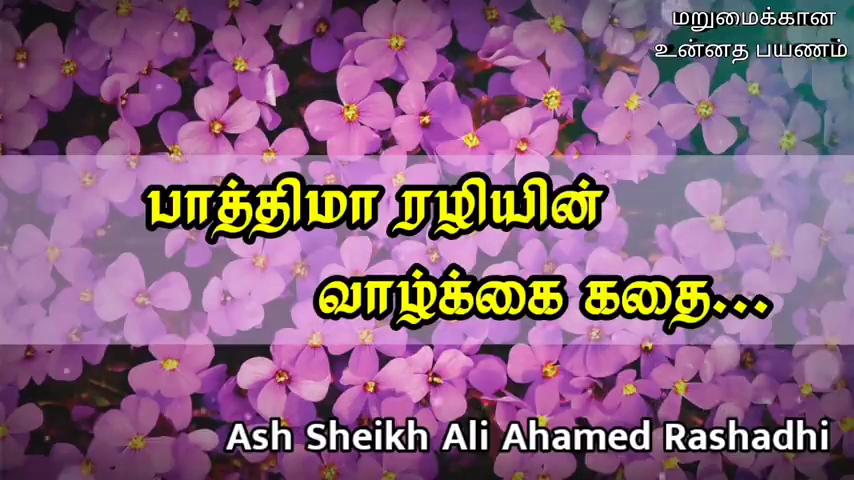 மறுமைக்கான
உன்னத பயணம்
பாத்திமா ரழியின்
வாழ்க்கை கதை...
Ash Sheikh Ali Ahamed Rashadhi